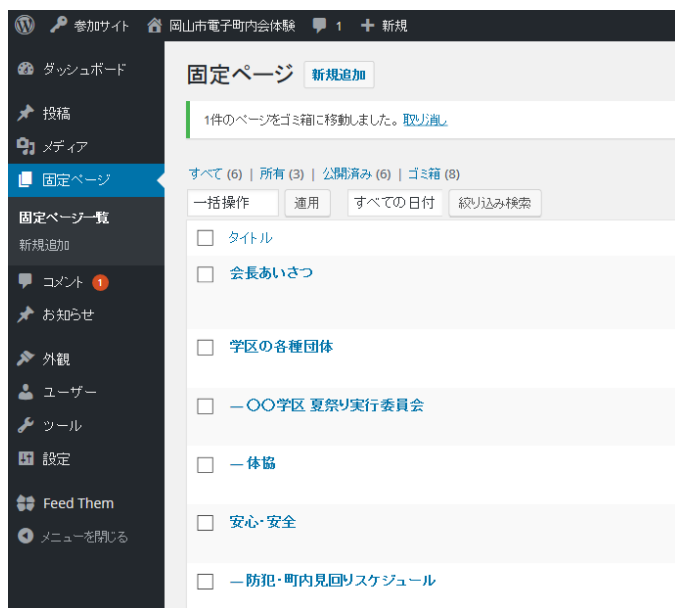 参加サイト 岡山市電子町内会体験 1 + 新規
ダッシュボード
投稿
メディア
固定ページ
固定ページ一覧
新規追加
コメント 1
お知らせ
外観
ユーザー
ツール
設定
Feed Them
メニューを閉じる
固定ページ 新規追加
1件のページをゴミ箱に移動しました。取り消し
すべて (6) | 所有 (3) | 公開済み (6) | ゴミ箱 (8)
一括操作 適用 すべての日付 絞り込み検索
タイトル
会長あいさつ
学区の各種団体
— 〇〇学区 夏祭り実行委員会
— 体協
安心・安全
— 防犯・町内見回りスケジュール